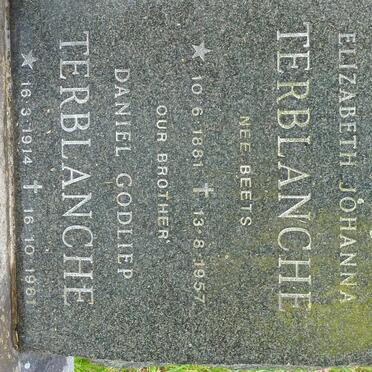 ELIZABETH JOHANNA
TERBLANCHE
NEE BEETS
★ 10.6.1881 ✝ 13.8.1957
OUR BROTHER
DANIEL GODLIEP
TERBLANCHE
★ 16.3.1914 ✝ 16.10.1981